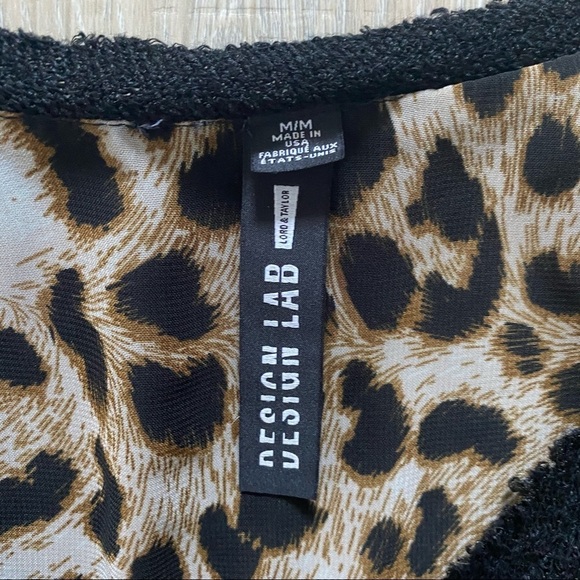 M/M
MADE IN
USA
FABRIQUÉ AUX
ÉTATS-UNIS
LORD & TAYLOR
DESIGN LAB